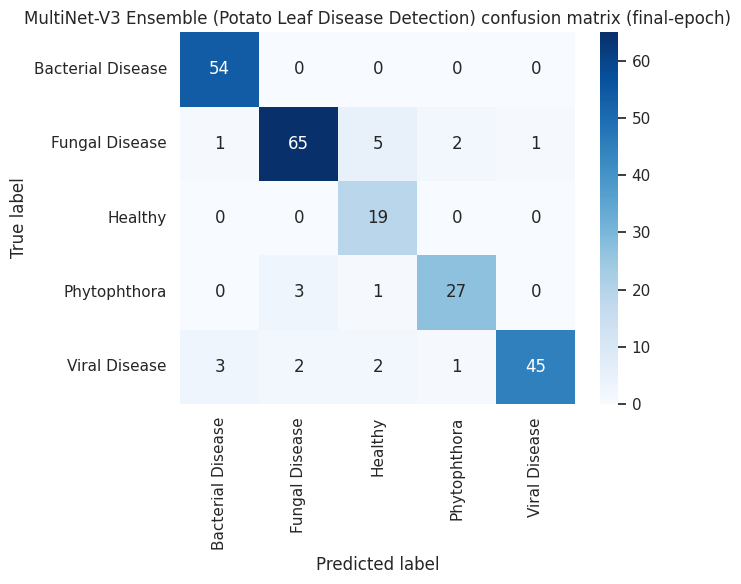 MultiNet-V3 Ensemble (Potato Leaf Disease Detection) confusion matrix (final-epoch)
True label
Bacterial Disease 54 0 0 0 0
Fungal Disease 1 65 5 2 1
Healthy 0 0 19 0 0
Phytophthora 0 3 1 27 0
Viral Disease 3 2 2 1 45
Bacterial Disease
Fungal Disease
Healthy
Phytophthora
Viral Disease
Predicted label
60
50
40
30
20
10
0